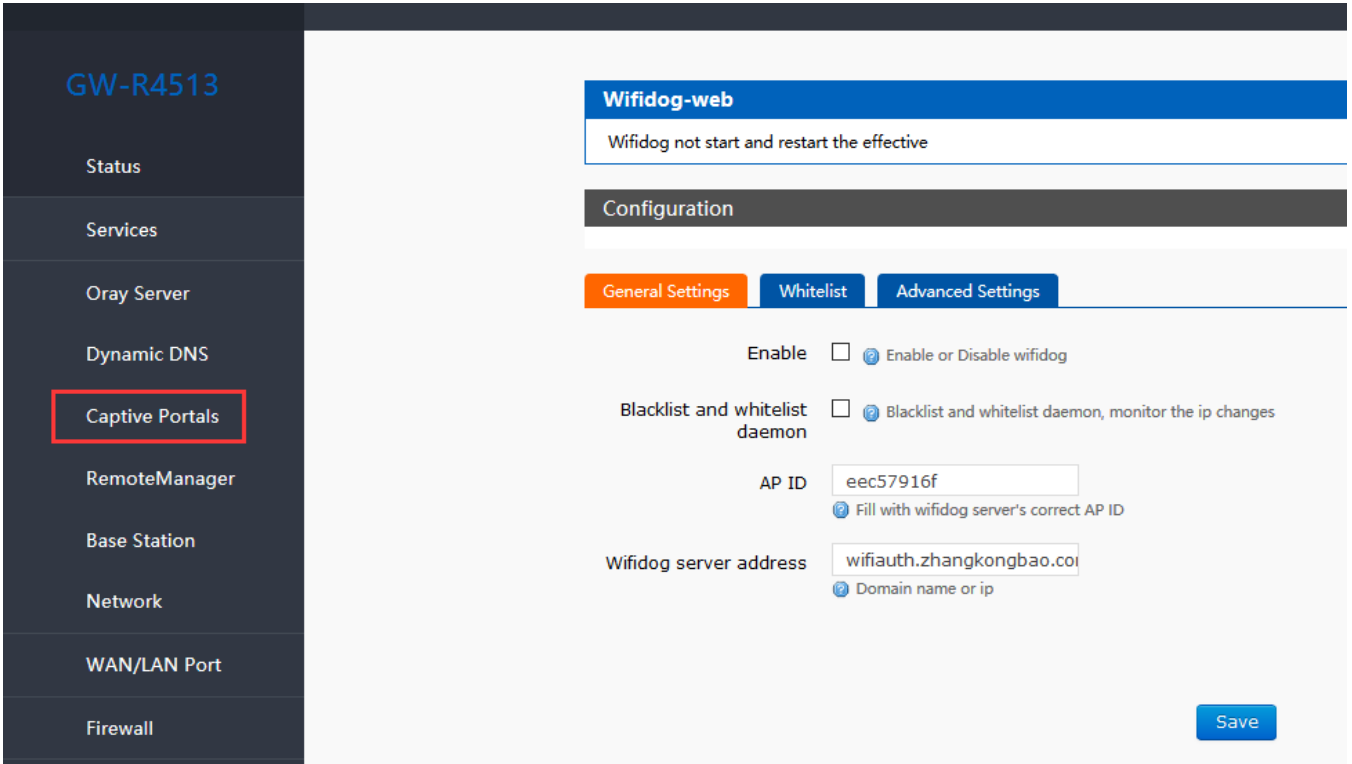 GW-R4513
Status
Services
Oray Server
Dynamic DNS
Captive Portals
RemoteManager
Base Station
Network
WAN/LAN Port
Firewall
Wifidog-web
Wifidog not start and restart the effective
Configuration
General Settings Whitelist Advanced Settings
Enable Enable or Disable wifidog
Blacklist and whitelist Blacklist and whitelist daemon, monitor the ip changes
daemon
AP ID eec57916f
Fill with wifidog server's correct AP ID
Wifidog server address wifiauth.zhangkongbao.co
Domain name or ip
Save